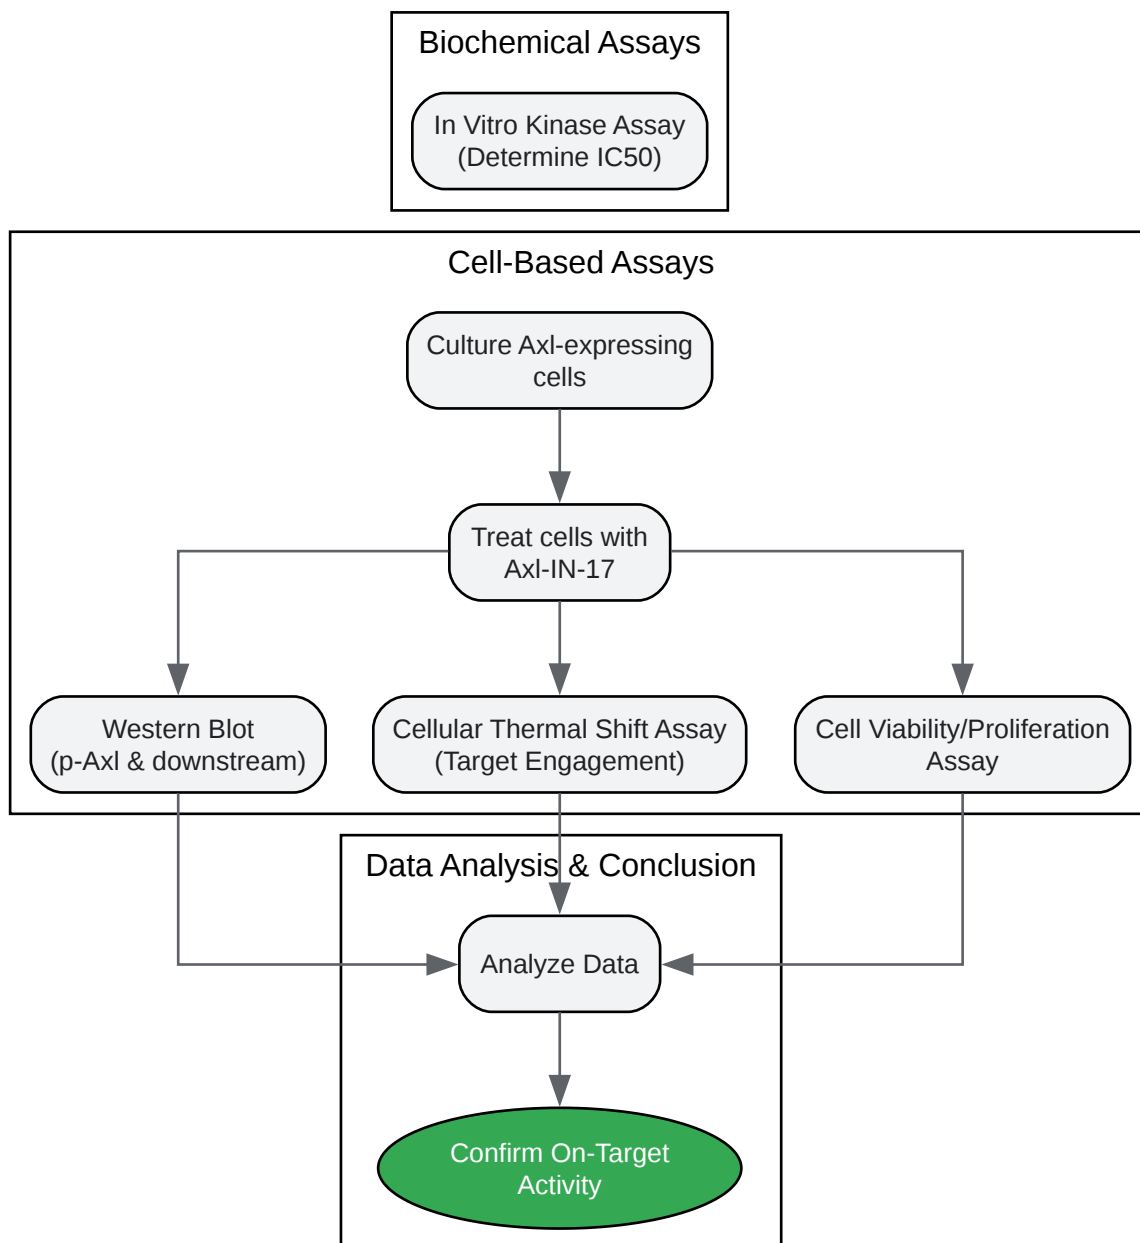 Biochemical Assays
In Vitro Kinase Assay
(Determine IC50)
Cell-Based Assays
Culture Axl-expressing
cells
Treat cells with
Axl-IN-17
Western Blot
(p-Axl & downstream)
Cellular Thermal Shift Assay
(Target Engagement)
Cell Viability/Proliferation
Assay
Data Analysis & Conclusion
Analyze Data
Confirm On-Target
Activity